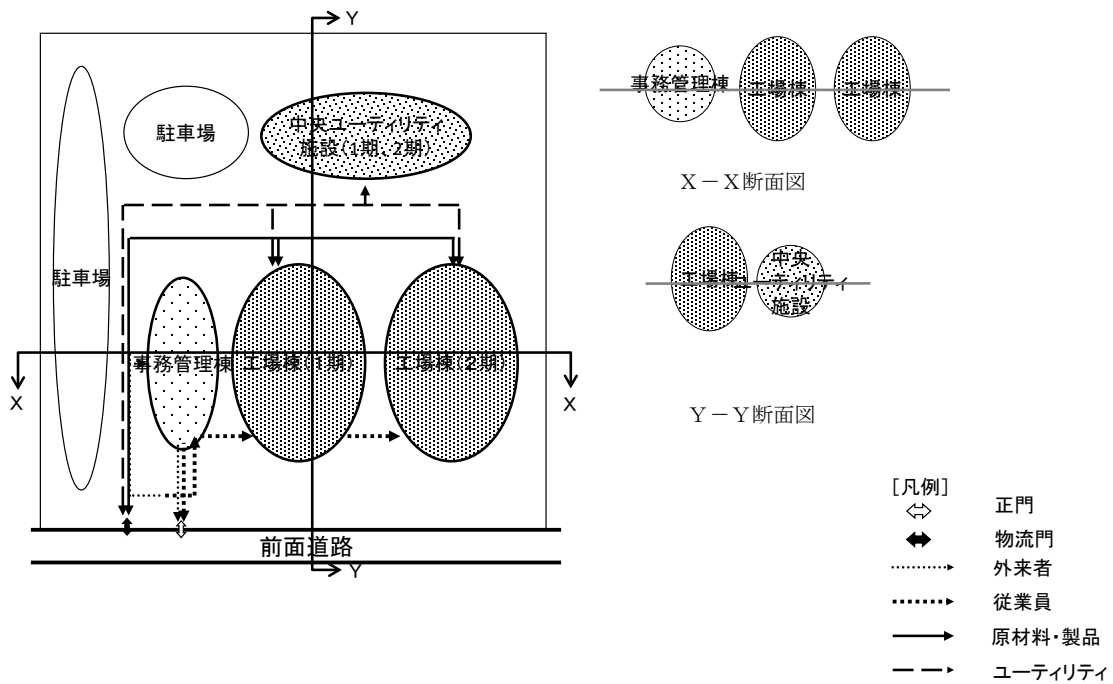 Y
駐車場
中央ユーティリティ
施設(1期、2期)
駐車場
事務管理棟
工場棟(1期)
工場棟(2期)
X
X
前面道路
Y
事務管理棟
工場棟
工場棟
X-X断面図
工場棟
中央
ユーティリティ
施設
Y-Y断面図
[凡例]
正門
物流門
外来者
従業員
原材料・製品
ユーティリティ